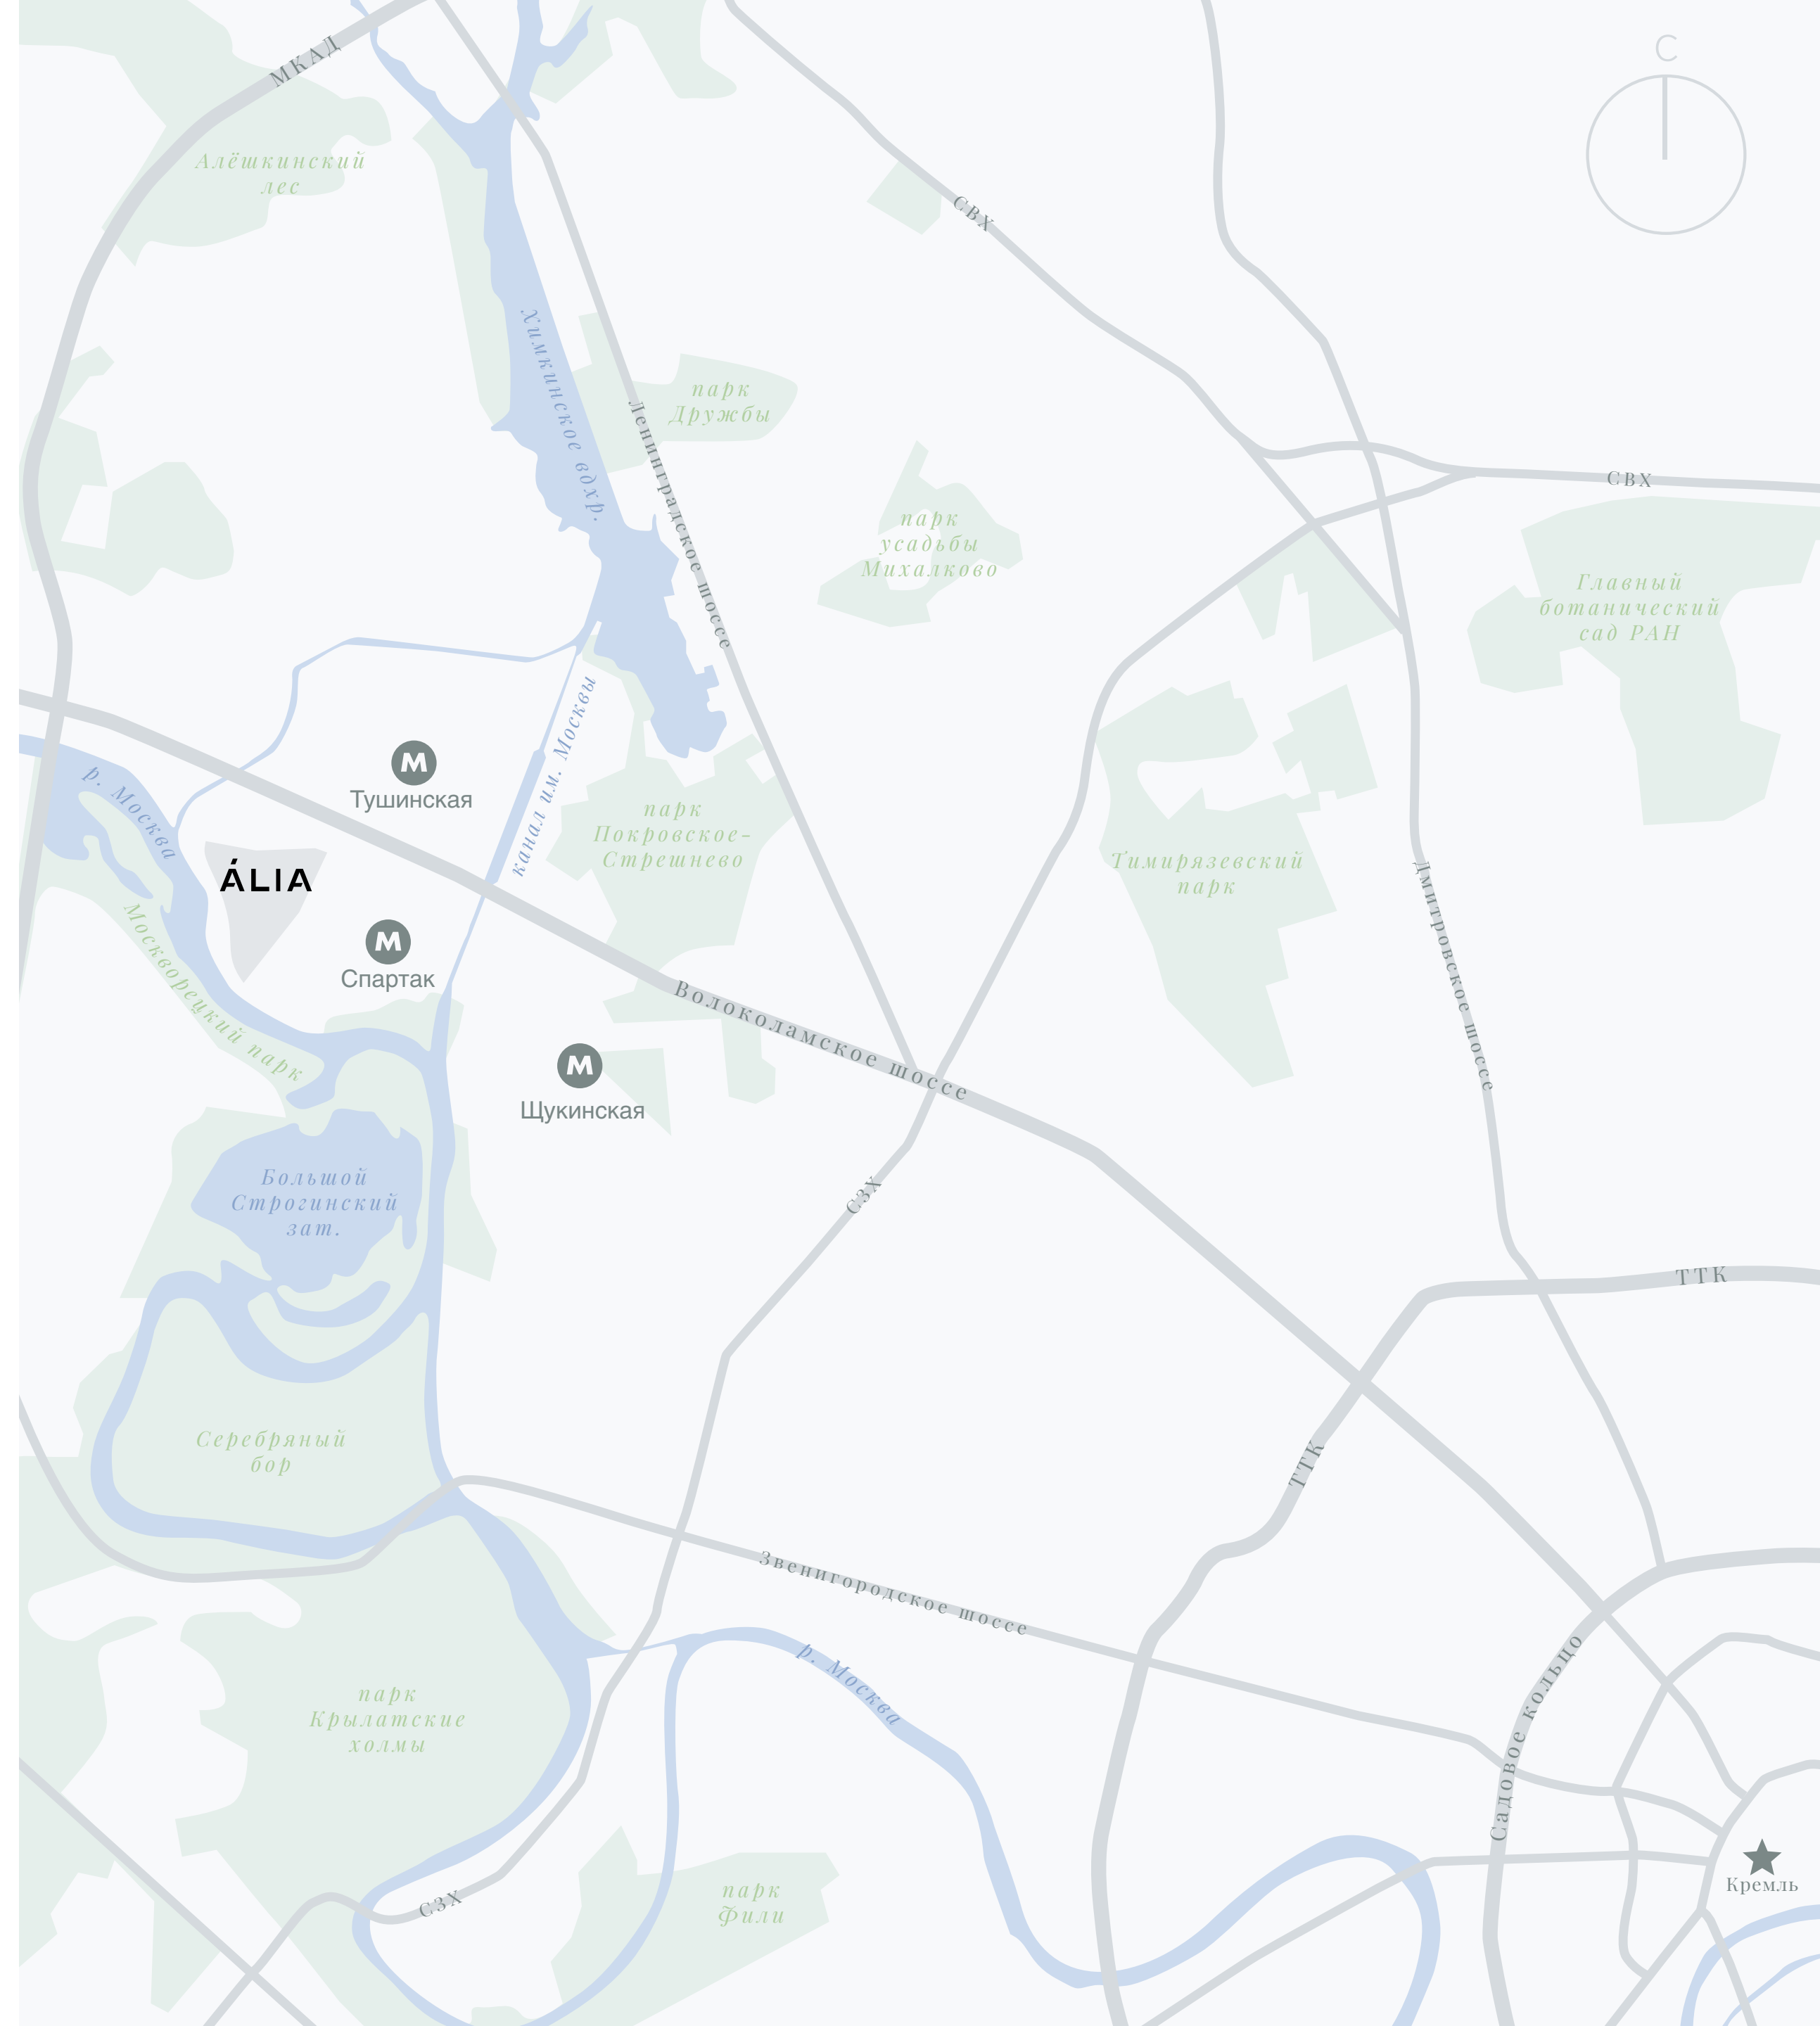 С
МКАД
Алёшкинский
лес
СВХ
Химкинское вдхр.
парк
Дружбы
Ленинградское шоссе
СВХ
парк
усадьбы
Михалково
Главный
ботанический
сад РАН
р. Москва
М
Тушинская
канал им. Москвы
парк
Покровское-
Стрешнево
Тимирязевский
парк
Дмитровское шоссе
ÁLIA
М
Спартак
Москворецкий парк
Волоколамское шоссе
М
Щукинская
Большой
Строгинский
зат.
СЗХ
ТТК
Серебряный
бор
ТТК
Звенигородское шоссе
р. Москва
Садовое кольцо
парк
Крылатские
холмы
Кремль
СЗХ
парк
Фили